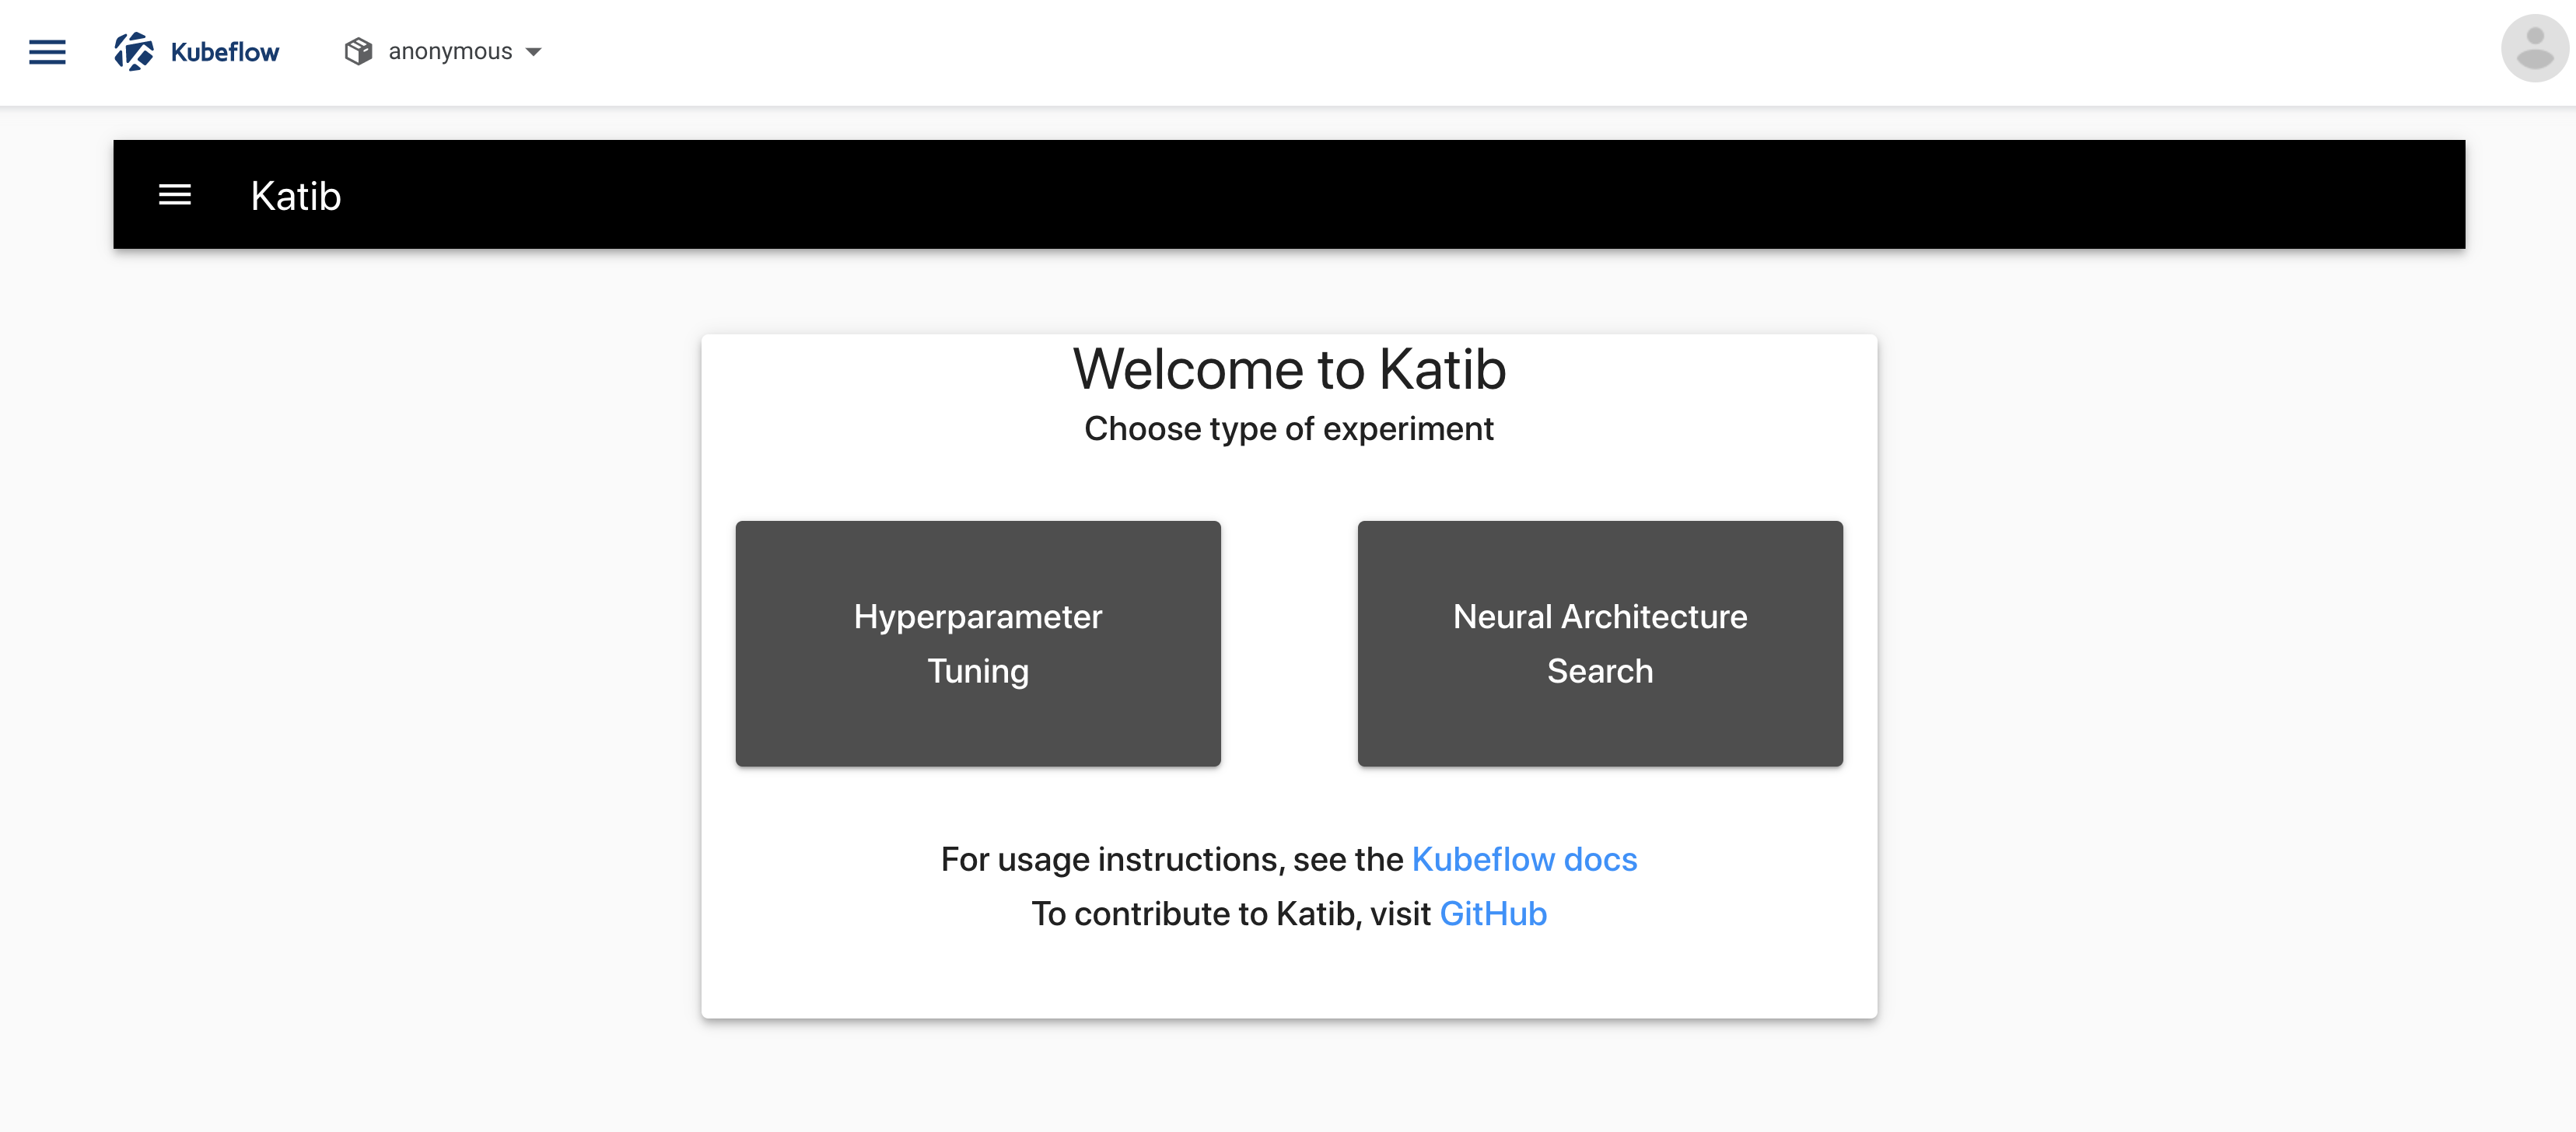 Kubeflow
anonymous
Katib
Welcome to Katib
Choose type of experiment
Hyperparameter
Tuning
Neural Architecture
Search
For usage instructions, see the Kubeflow docs
To contribute to Katib, visit GitHub